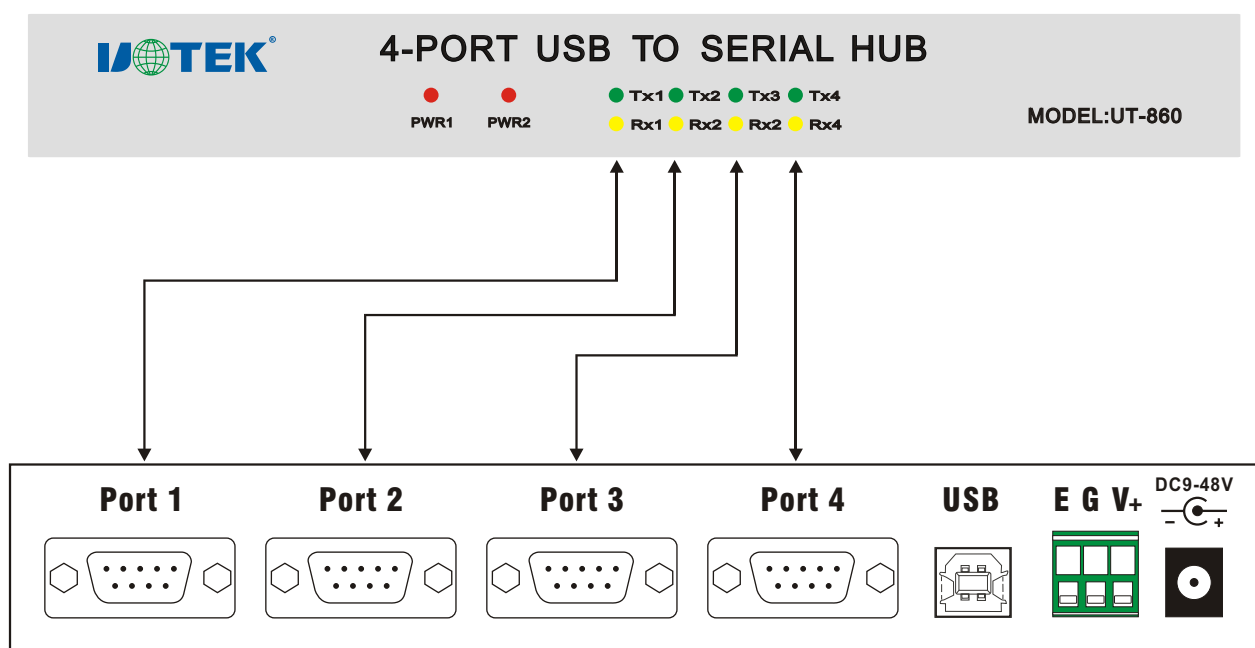 UTEK®
4-PORT USB TO SERIAL HUB
Tx1 Tx2 Tx3 Tx4
PWR1 PWR2 Rx1 Rx2 Rx2 Rx4
MODEL:UT-860
Port 1 Port 2 Port 3 Port 4 USB E G V+ DC9-48V
- +